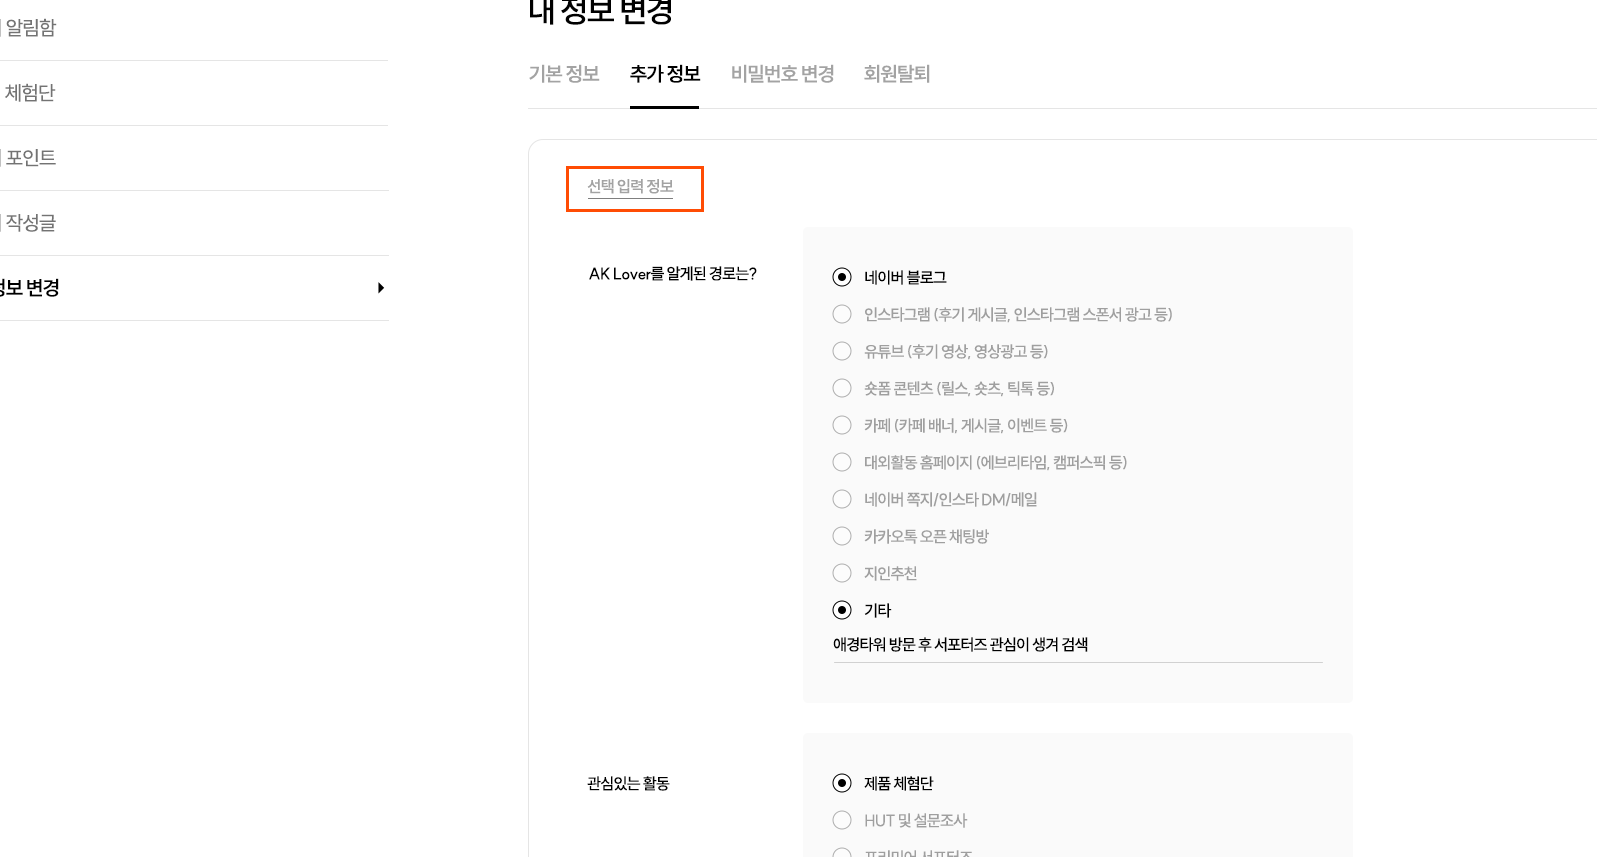 내 정보 변경
알림함
체험단
포인트
작성글
정보 변경
기본 정보 추가 정보 비밀번호 변경 회원탈퇴
선택 입력 정보
AK Lover를 알게된 경로는?
네이버 블로그
인스타그램 (후기 게시글, 인스타그램 스폰서 광고 등)
유튜브 (후기 영상, 영상광고 등)
숏폼 콘텐츠 (릴스, 숏츠, 틱톡 등)
카페 (카페 배너, 게시글, 이벤트 등)
대외활동 홈페이지 (에브리타임, 캠퍼스픽 등)
네이버 쪽지/인스타 DM/메일
카카오톡 오픈 채팅방
지인추천
기타
애경타워 방문 후 서포터즈 관심이 생겨 검색
관심있는 활동
제품 체험단
HUT 및 설문조사
프리미어 서포터즈